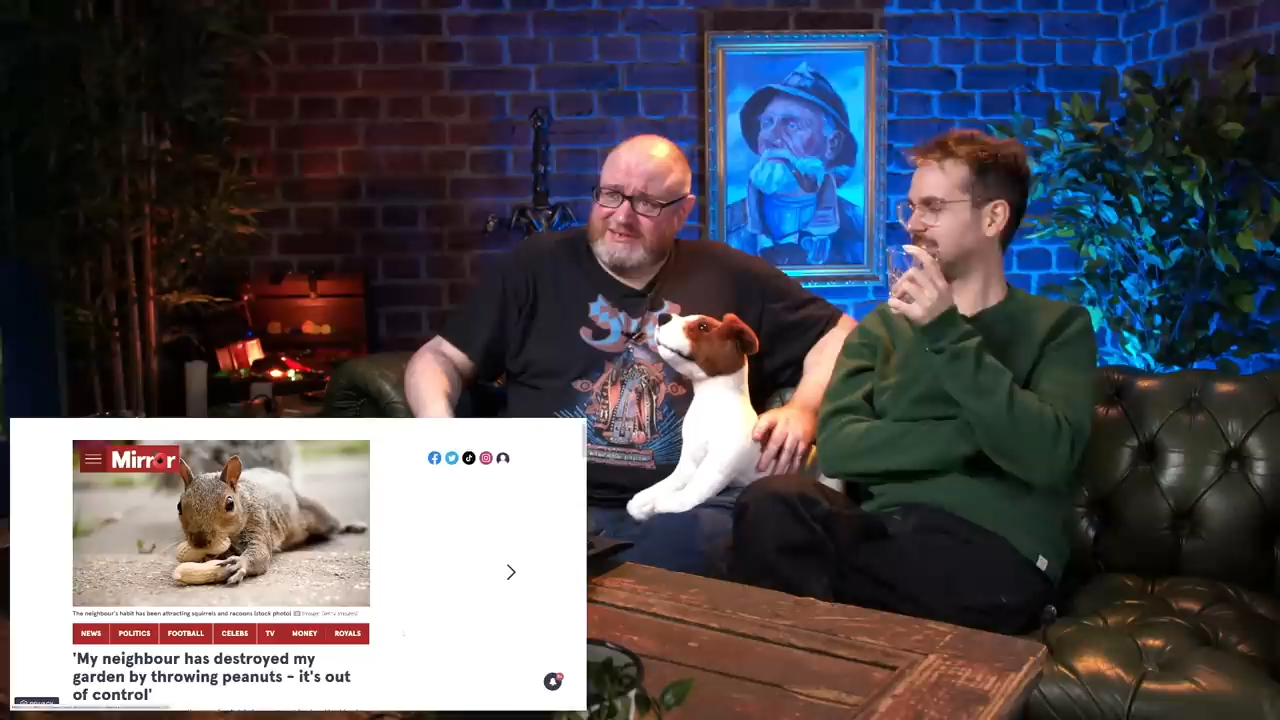 Mirror
The neighbour's habit has been attracting squirrels and racoons (stock photo)
NEWS
POLITICS
FOOTBALL
CELEBS
TV
MONEY
ROYALS
'My neighbour has destroyed my
garden by throwing peanuts - it's out
of control'